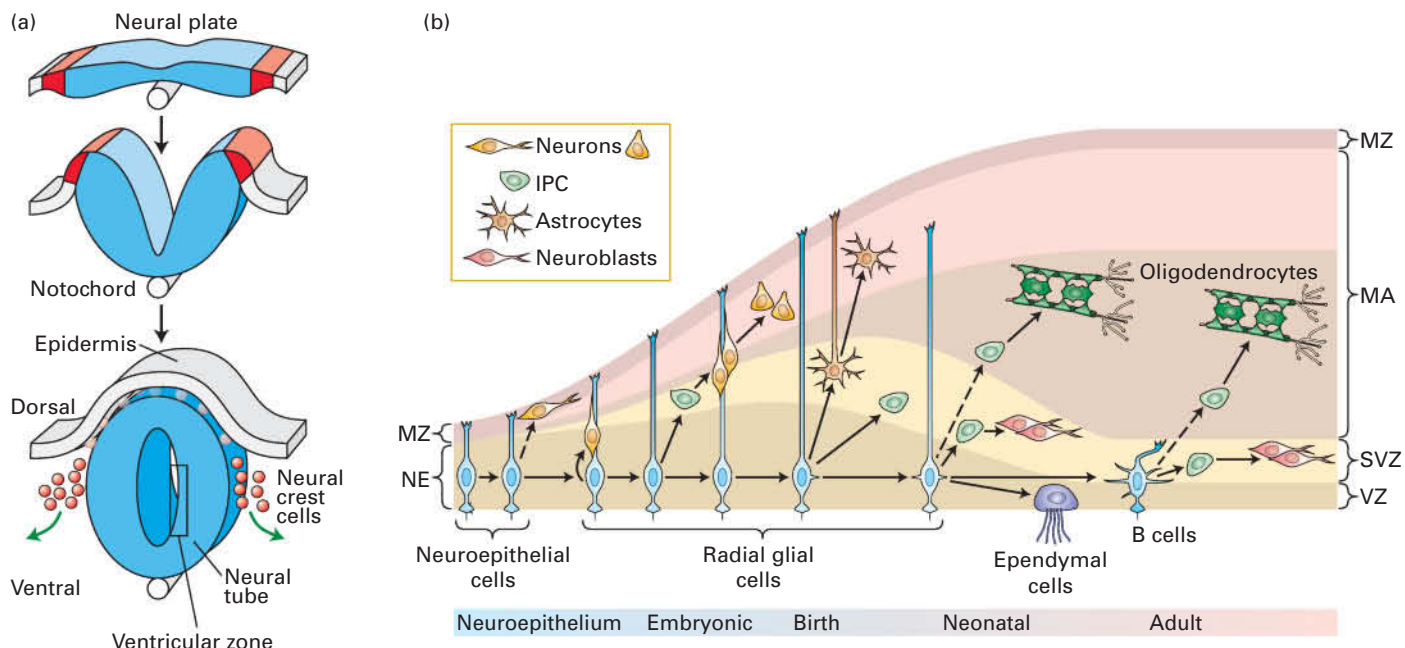 (a)
Neural plate
Notochord
Epidermis
Dorsal
Neural
crest cells
Ventral
Neural
tube
Ventricular zone
(b)
Neurons
IPC
Astrocytes
Neuroblasts
MZ
MA
Oligodendrocytes
MZ
NE
SVZ
VZ
Neuroepithelial
cells
Radial glial
cells
Ependymal
cells
B cells
Neuroepithelium Embryonic Birth Neonatal Adult